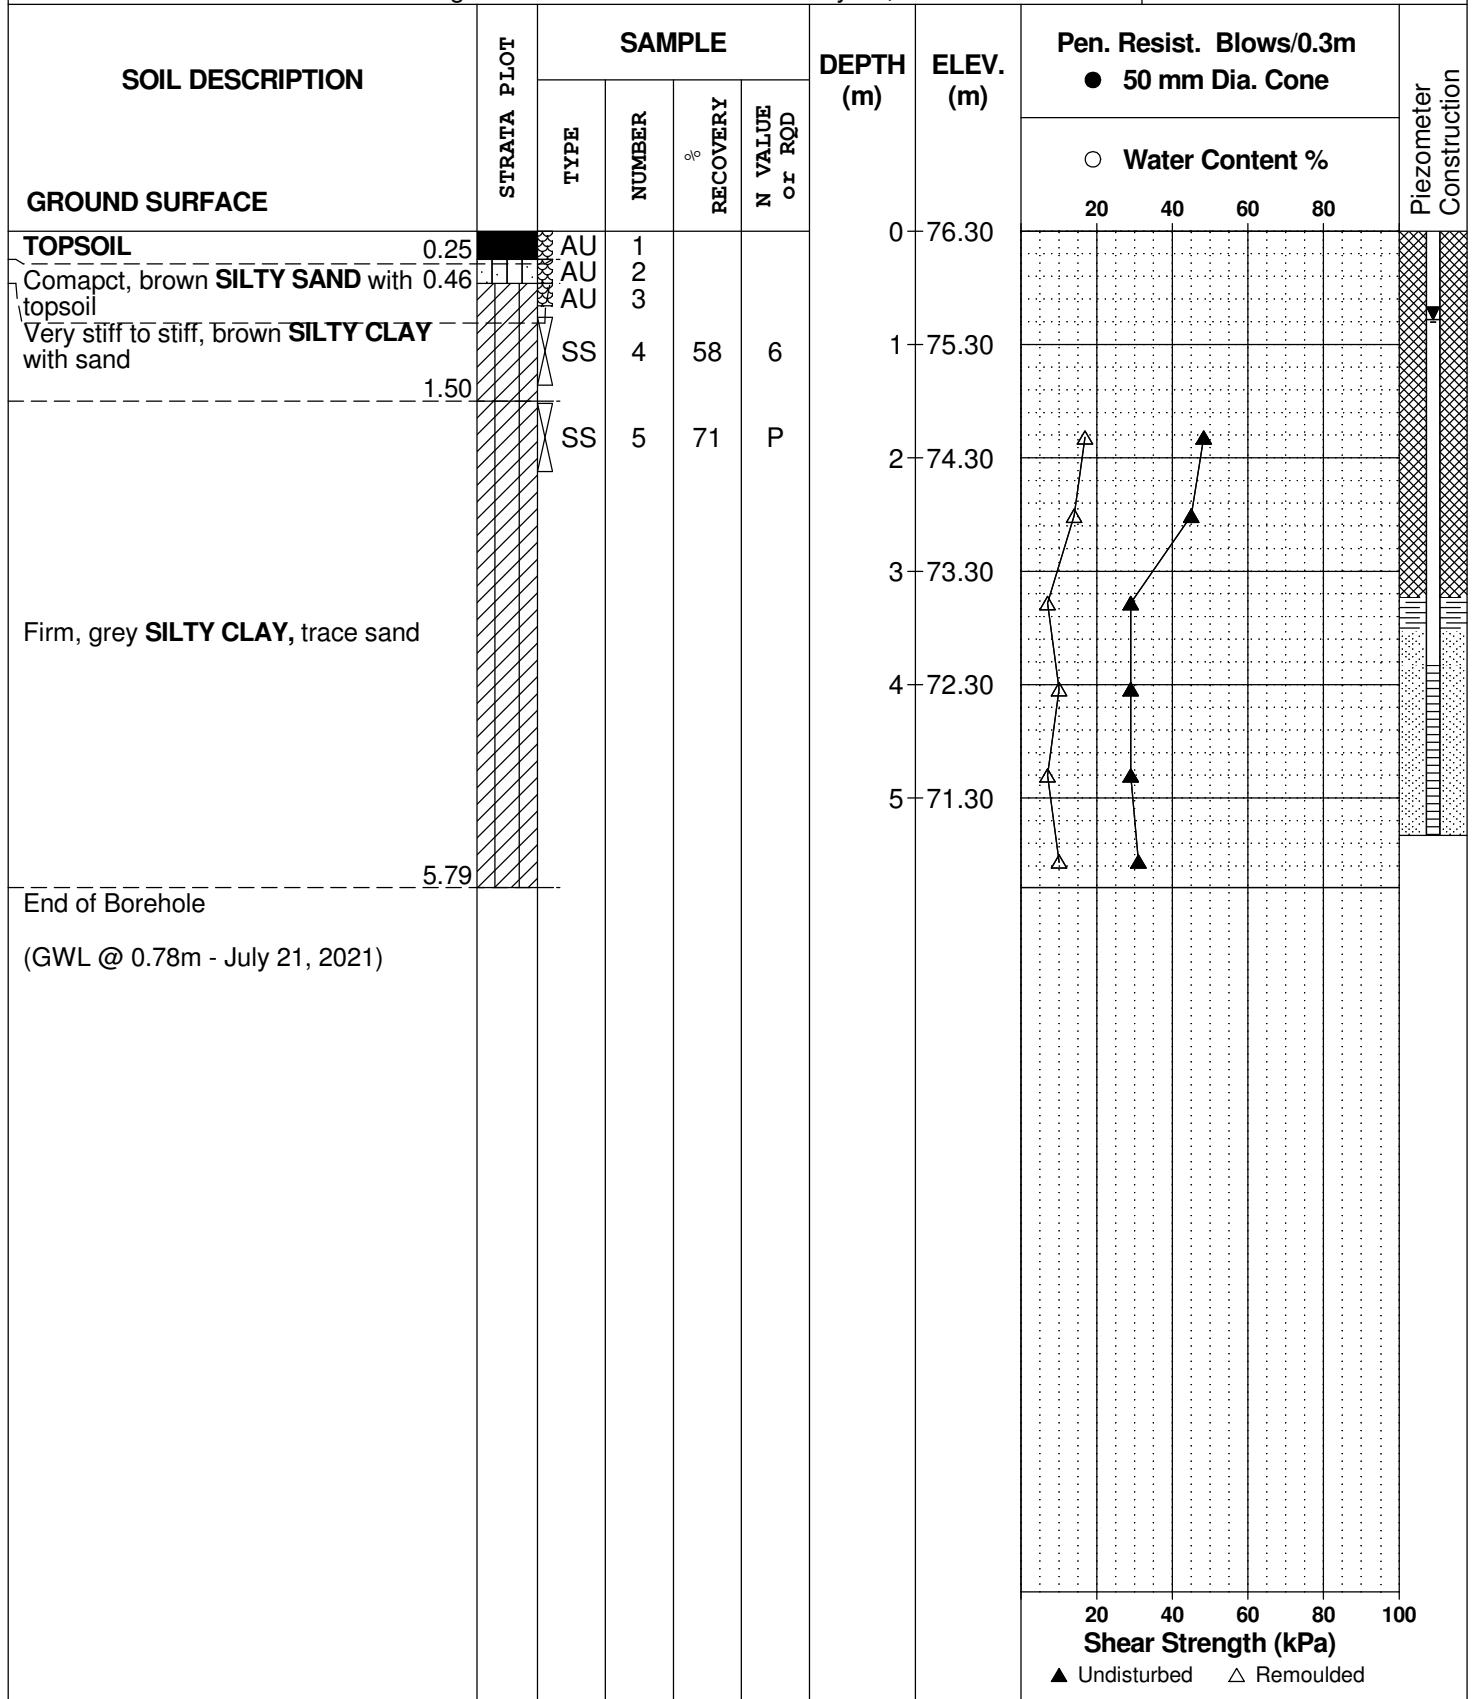 SOIL DESCRIPTION
GROUND SURFACE
STRATA PLOT
SAMPLE
TYPE
NUMBER
%
RECOVERY
N VALUE
or RQD
DEPTH
(m)
ELEV.
(m)
Pen. Resist. Blows/0.3m
● 50 mm Dia. Cone
○ Water Content %
20 40 60 80
Piezometer
Construction
TOPSOIL 0.25
AU 1
0 76.30
Comapct, brown SILTY SAND with 0.46
topsoil
AU 2
AU 3
Very stiff to stiff, brown SILTY CLAY
with sand
1.50
SS 4 58 6
1 75.30
SS 5 71 P
2 74.30
3 73.30
Firm, grey SILTY CLAY, trace sand
4 72.30
5 71.30
5.79
End of Borehole
(GWL @ 0.78m - July 21, 2021)
20 40 60 80 100
Shear Strength (kPa)
▲ Undisturbed △ Remoulded